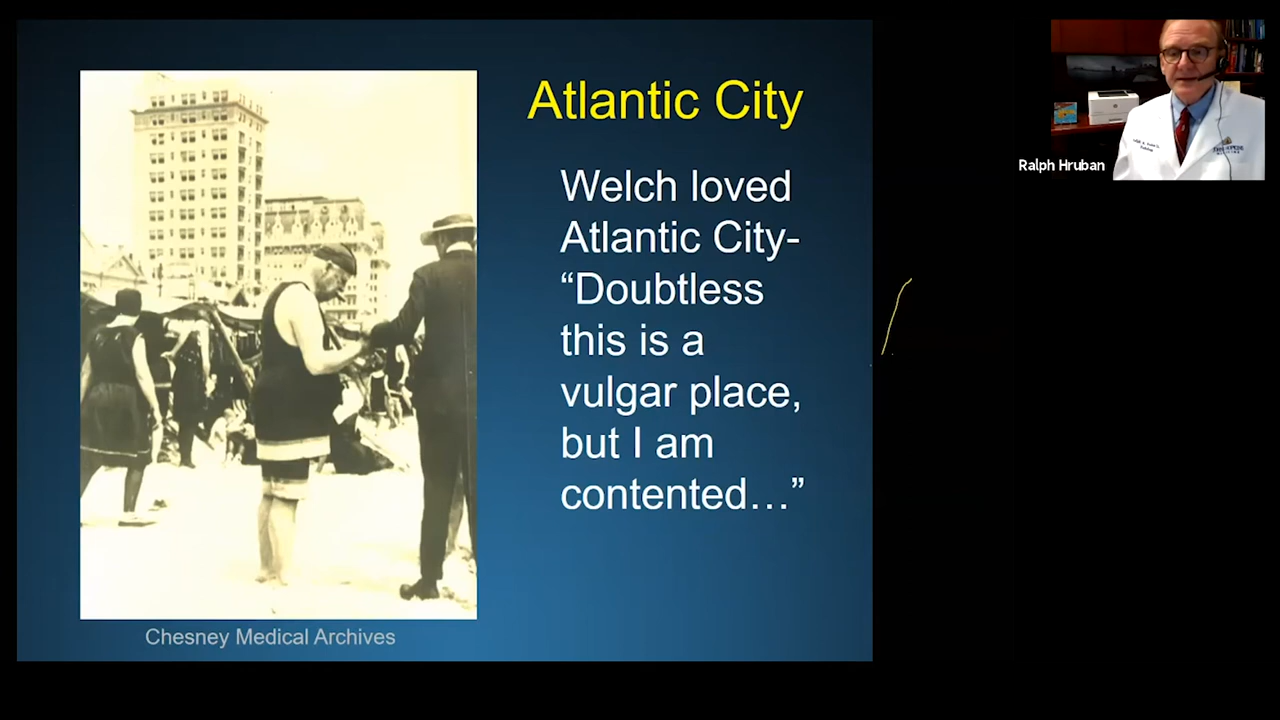 Atlantic City
Welch loved
Atlantic City-
“Doubtless
this is a
vulgar place,
but I am
contented…”
Chesney Medical Archives
Ralph Hruban